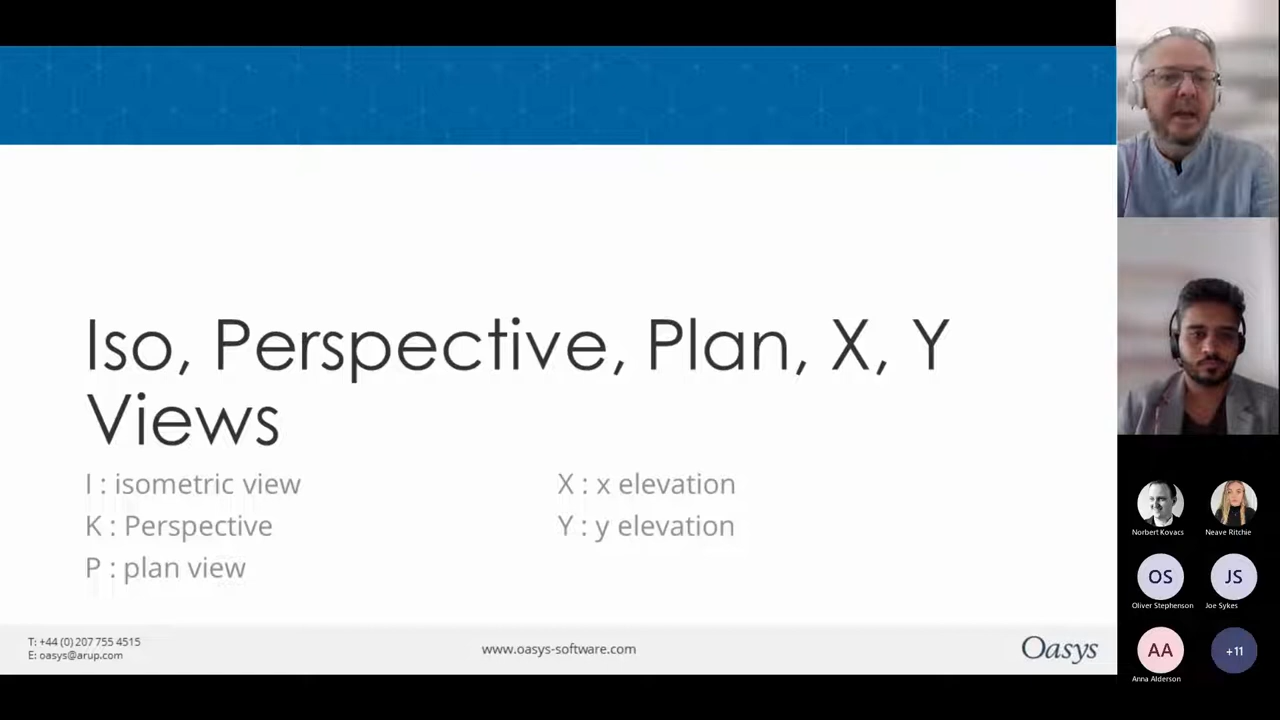 Iso, Perspective, Plan, X, Y
Views
I : isometric view
K : Perspective
P : plan view
X : x elevation
Y : y elevation
T: +44 (0) 207 755 4515
E: oasys@arup.com
www.oasys-software.com
Oasys
Norbert Kovacs
Neave Ritchie
OS
JS
Oliver Stephenson
Joe Sykes
AA
+11
Anna Alderson